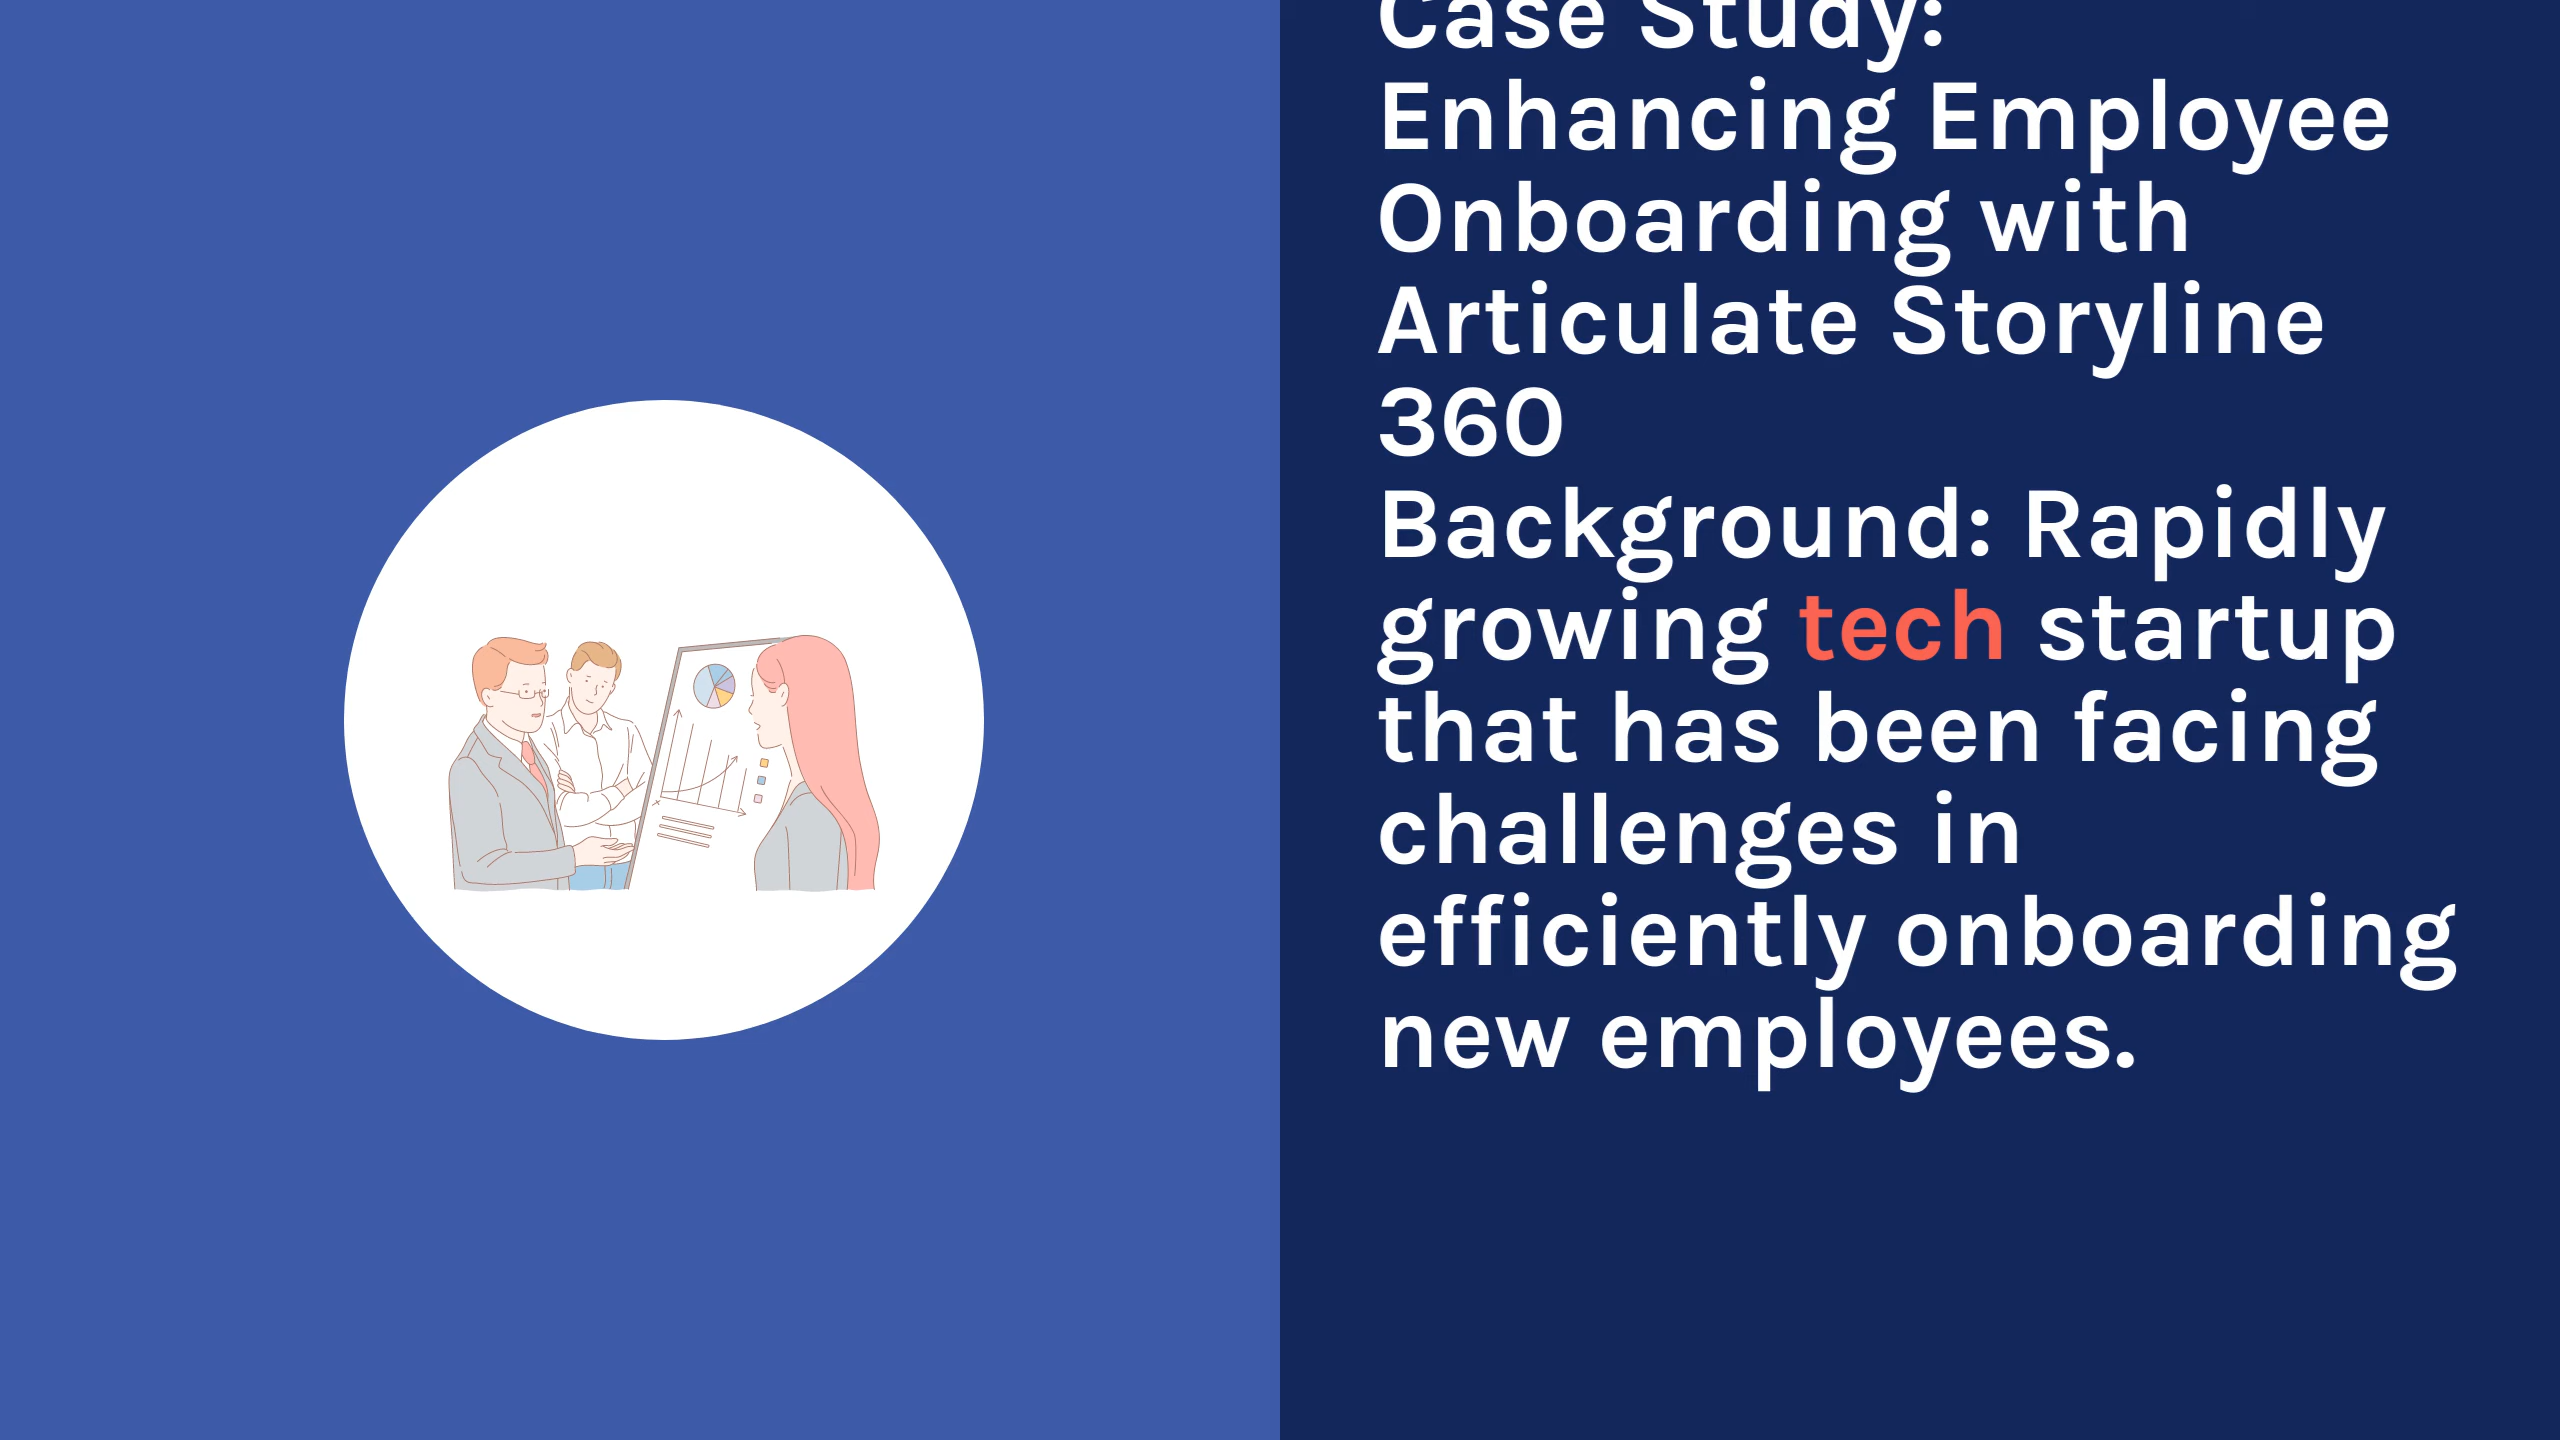 Case Study:
Enhancing Employee
Onboarding with
Articulate Storyline
360
Background: Rapidly
growing tech startup
that has been facing
challenges in
efficiently onboarding
new employees.